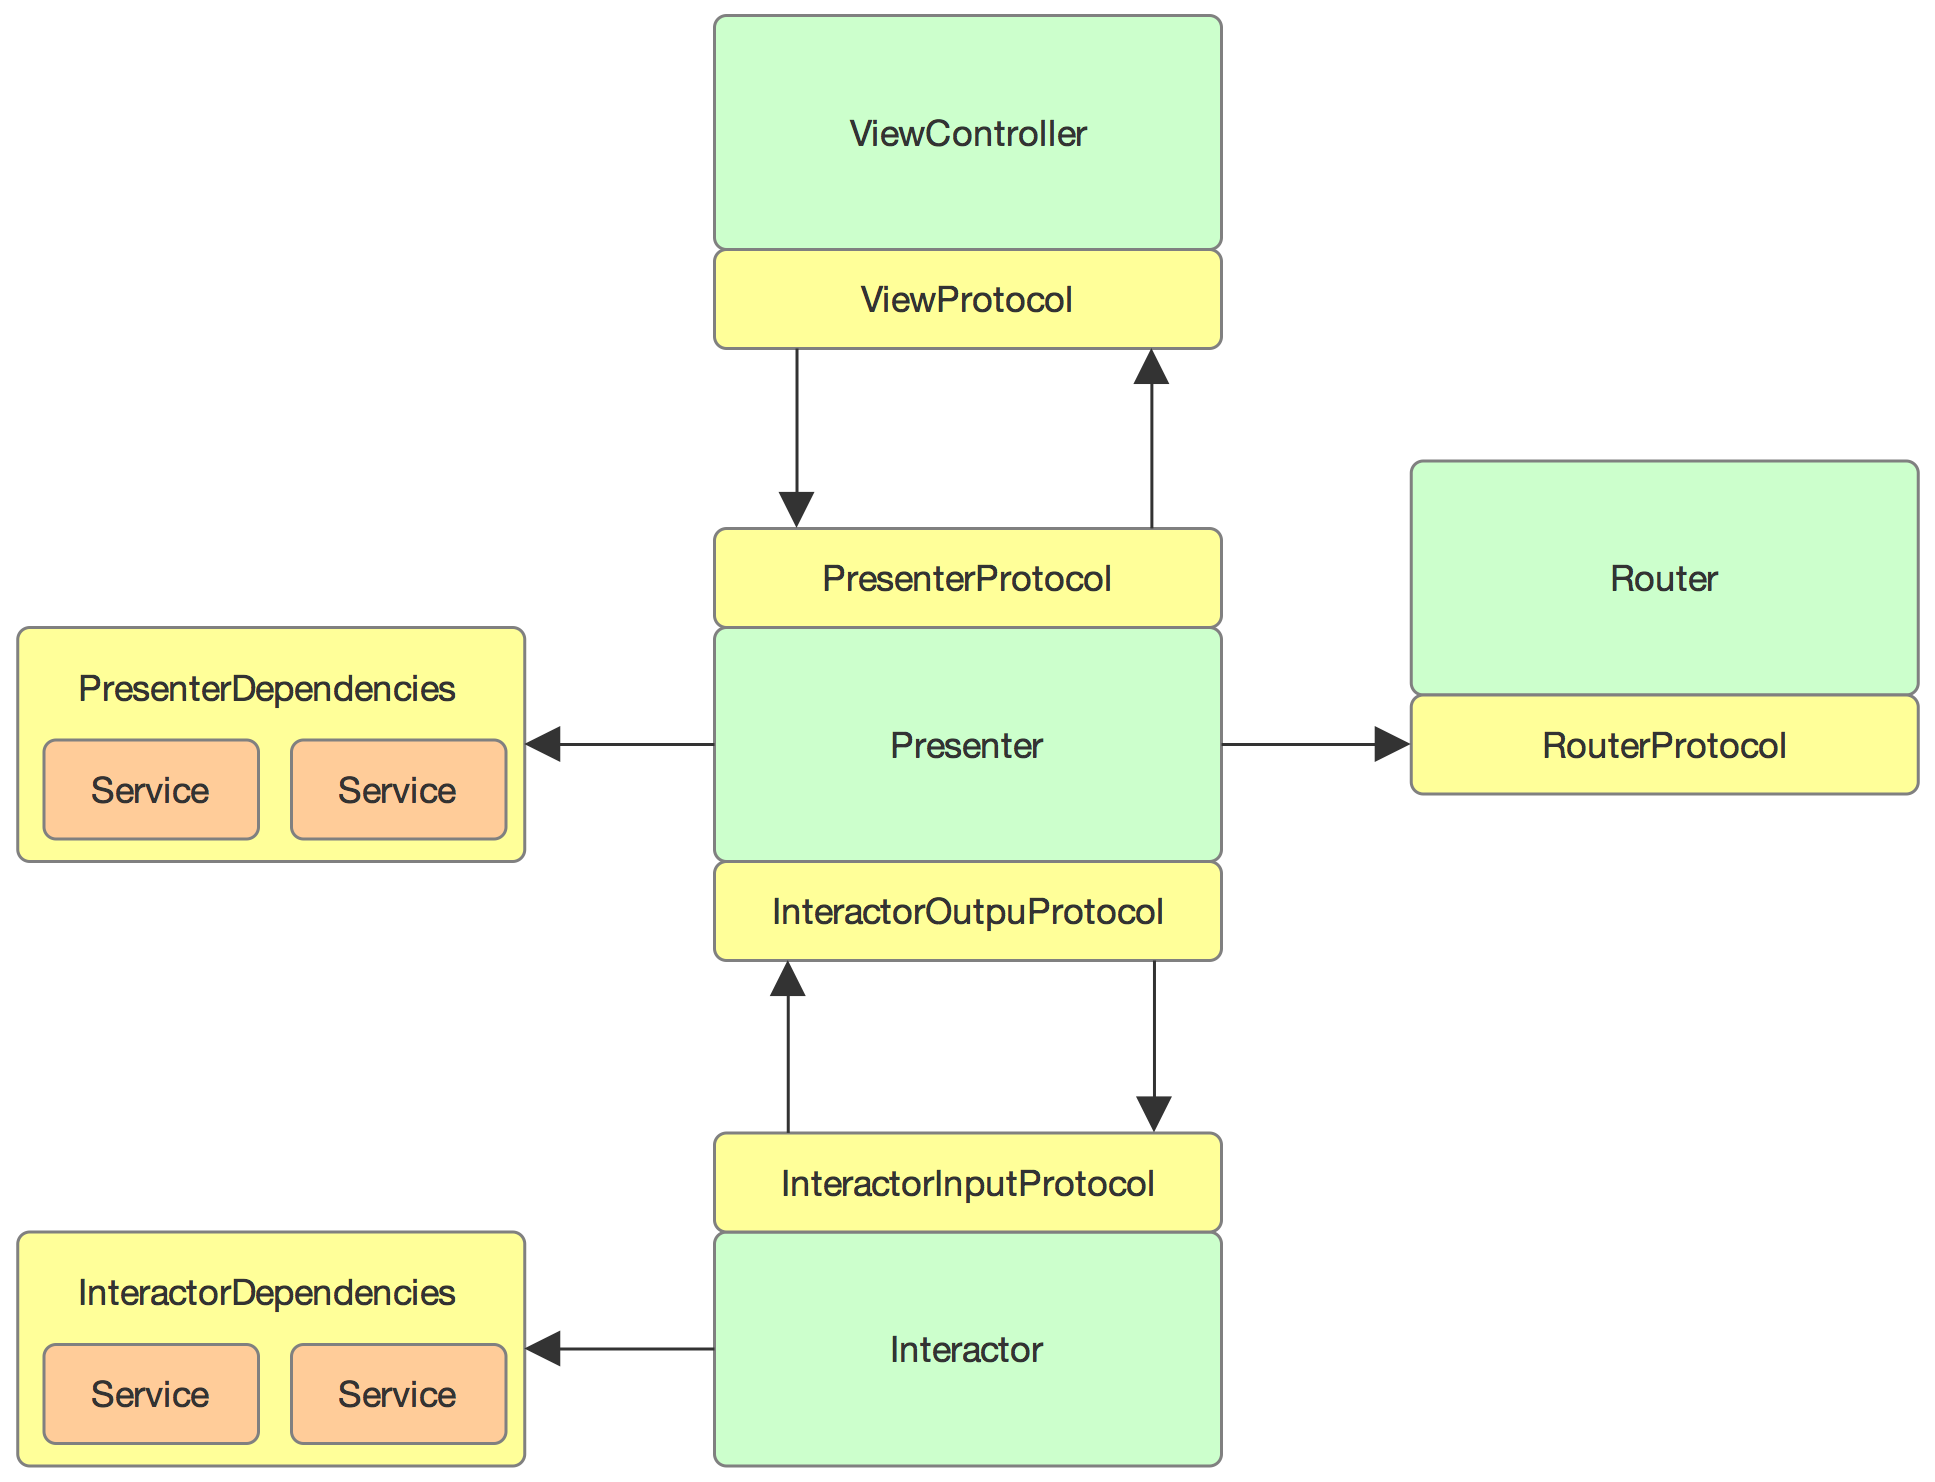 ViewController
ViewProtocol
PresenterProtocol
Router
PresenterDependencies
Service
Service
Presenter
RouterProtocol
InteractorOutpuProtocol
InteractorInputProtocol
InteractorDependencies
Service
Service
Interactor